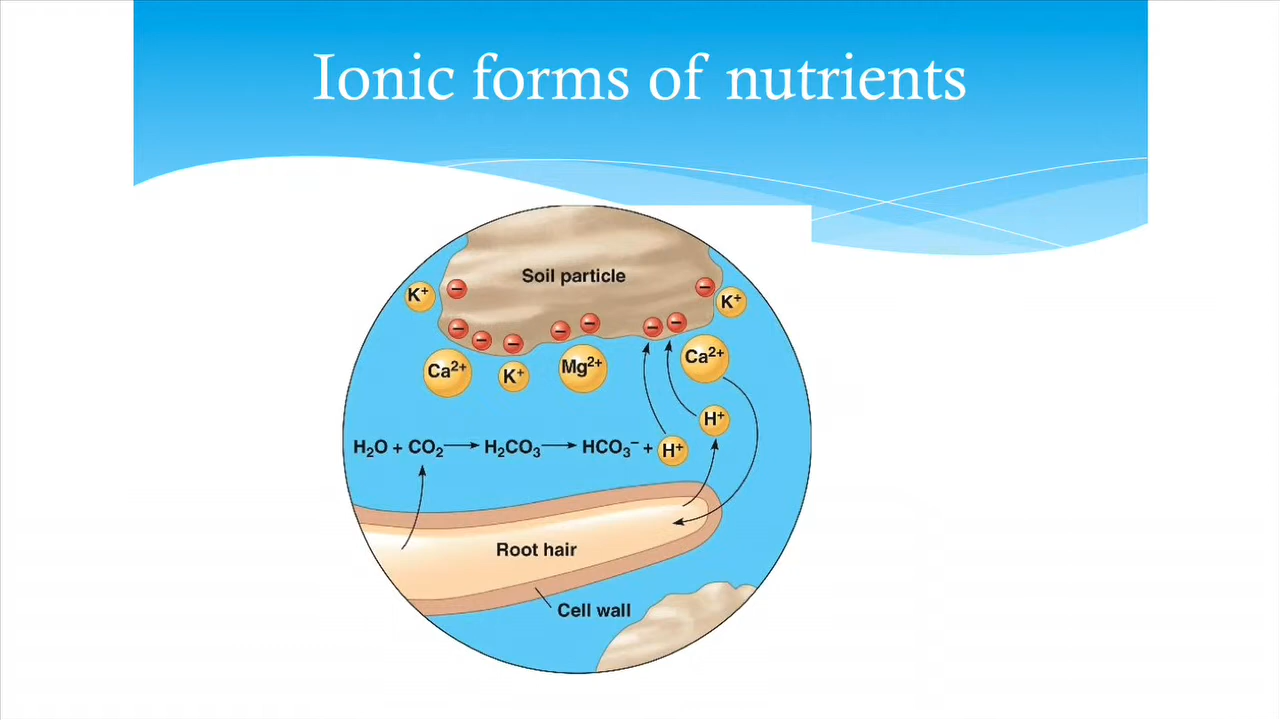 Ionic forms of nutrients
Soil particle
K⁺ − − K⁺
− − − − − − −
Ca²⁺ K⁺ Mg²⁺ Ca²⁺
H⁺
H₂O + CO₂ → H₂CO₃ → HCO₃⁻ + H⁺
Root hair
Cell wall